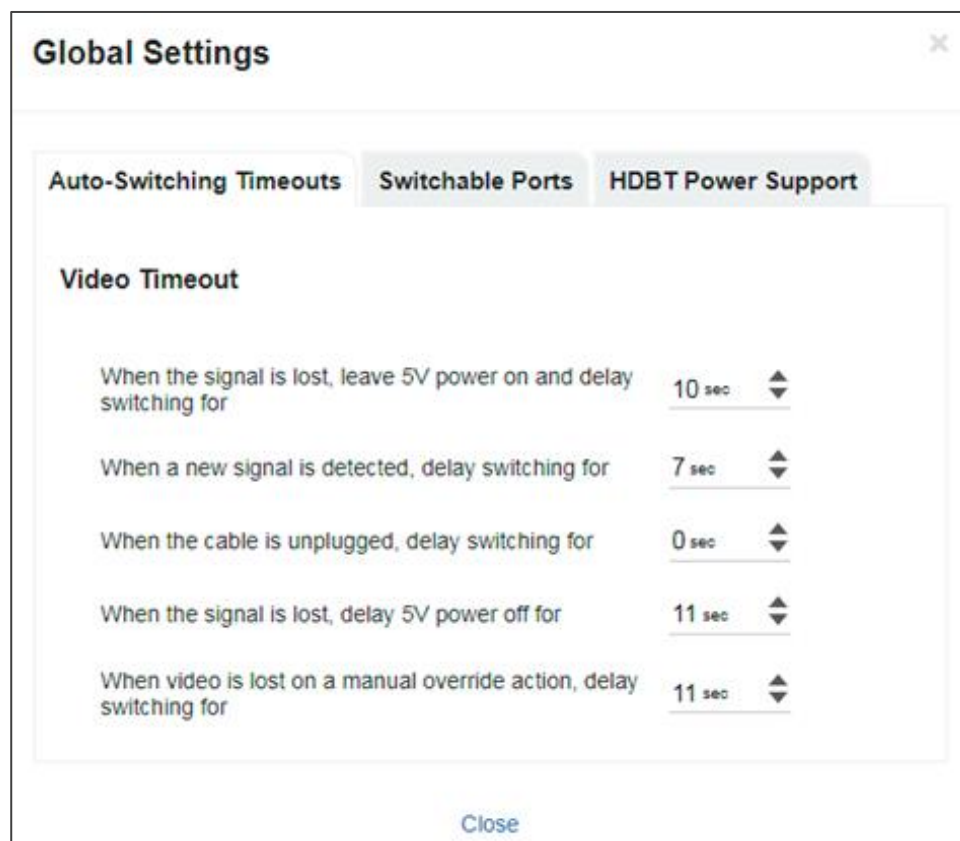 Global Settings
×
Auto-Switching Timeouts Switchable Ports HDBT Power Support
Video Timeout
When the signal is lost, leave 5V power on and delay
switching for
10 sec
When a new signal is detected, delay switching for
7 sec
When the cable is unplugged, delay switching for
0 sec
When the signal is lost, delay 5V power off for
11 sec
When video is lost on a manual override action, delay
switching for
11 sec
Close